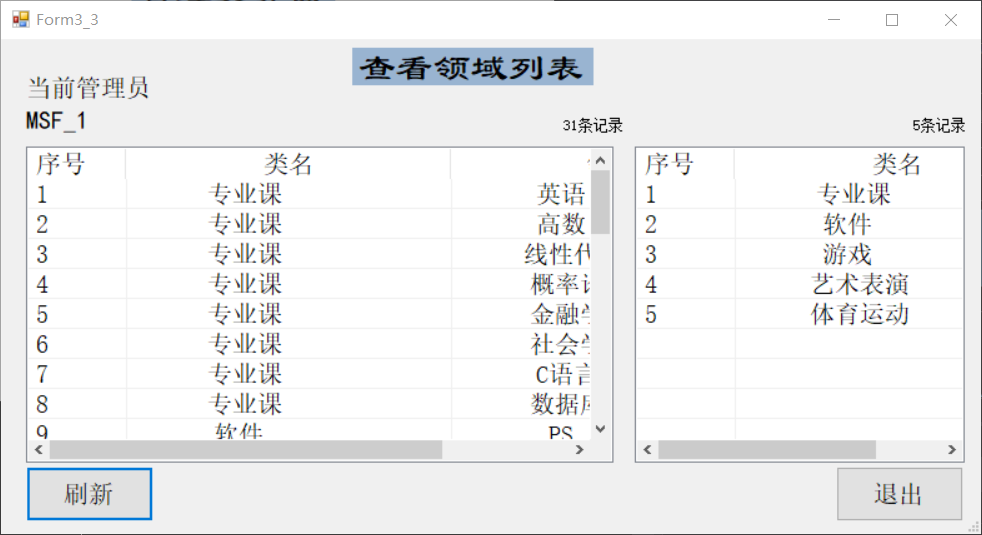 Form3_3
查看领域列表
当前管理员
MSF_1
31条记录
5条记录
序号 类名
1 专业课 英语
2 高数 专业课
3 专业课 线性代
4 专业课 概率
5 专业课 金融
6 专业课 社会
7 专业课 C语言
8 专业课 数据库
9 软件 PS
序号 类名
1 专业课
2 软件
3 游戏
4 艺术表演
5 体育运动
刷新
退出